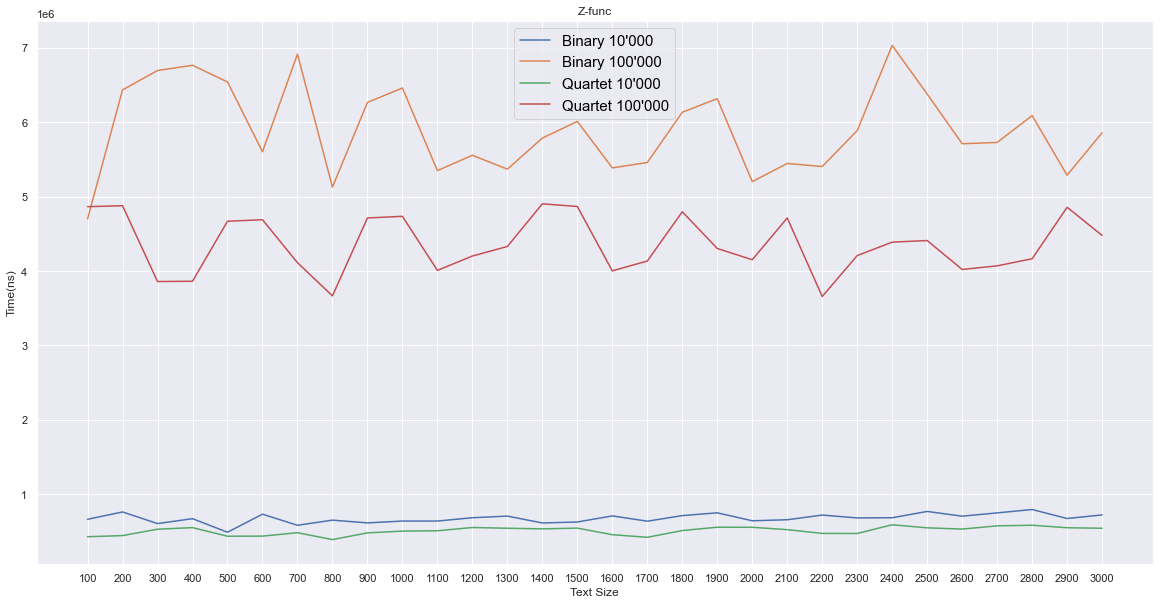 Z-func
1e6
Binary 10'000
Binary 100'000
Quartet 10'000
Quartet 100'000
7
6
5
4
3
2
1
Time(ns)
100 200 300 400 500 600 700 800 900 1000 1100 1200 1300 1400 1500 1600 1700 1800 1900 2000 2100 2200 2300 2400 2500 2600 2700 2800 2900 3000
Text Size